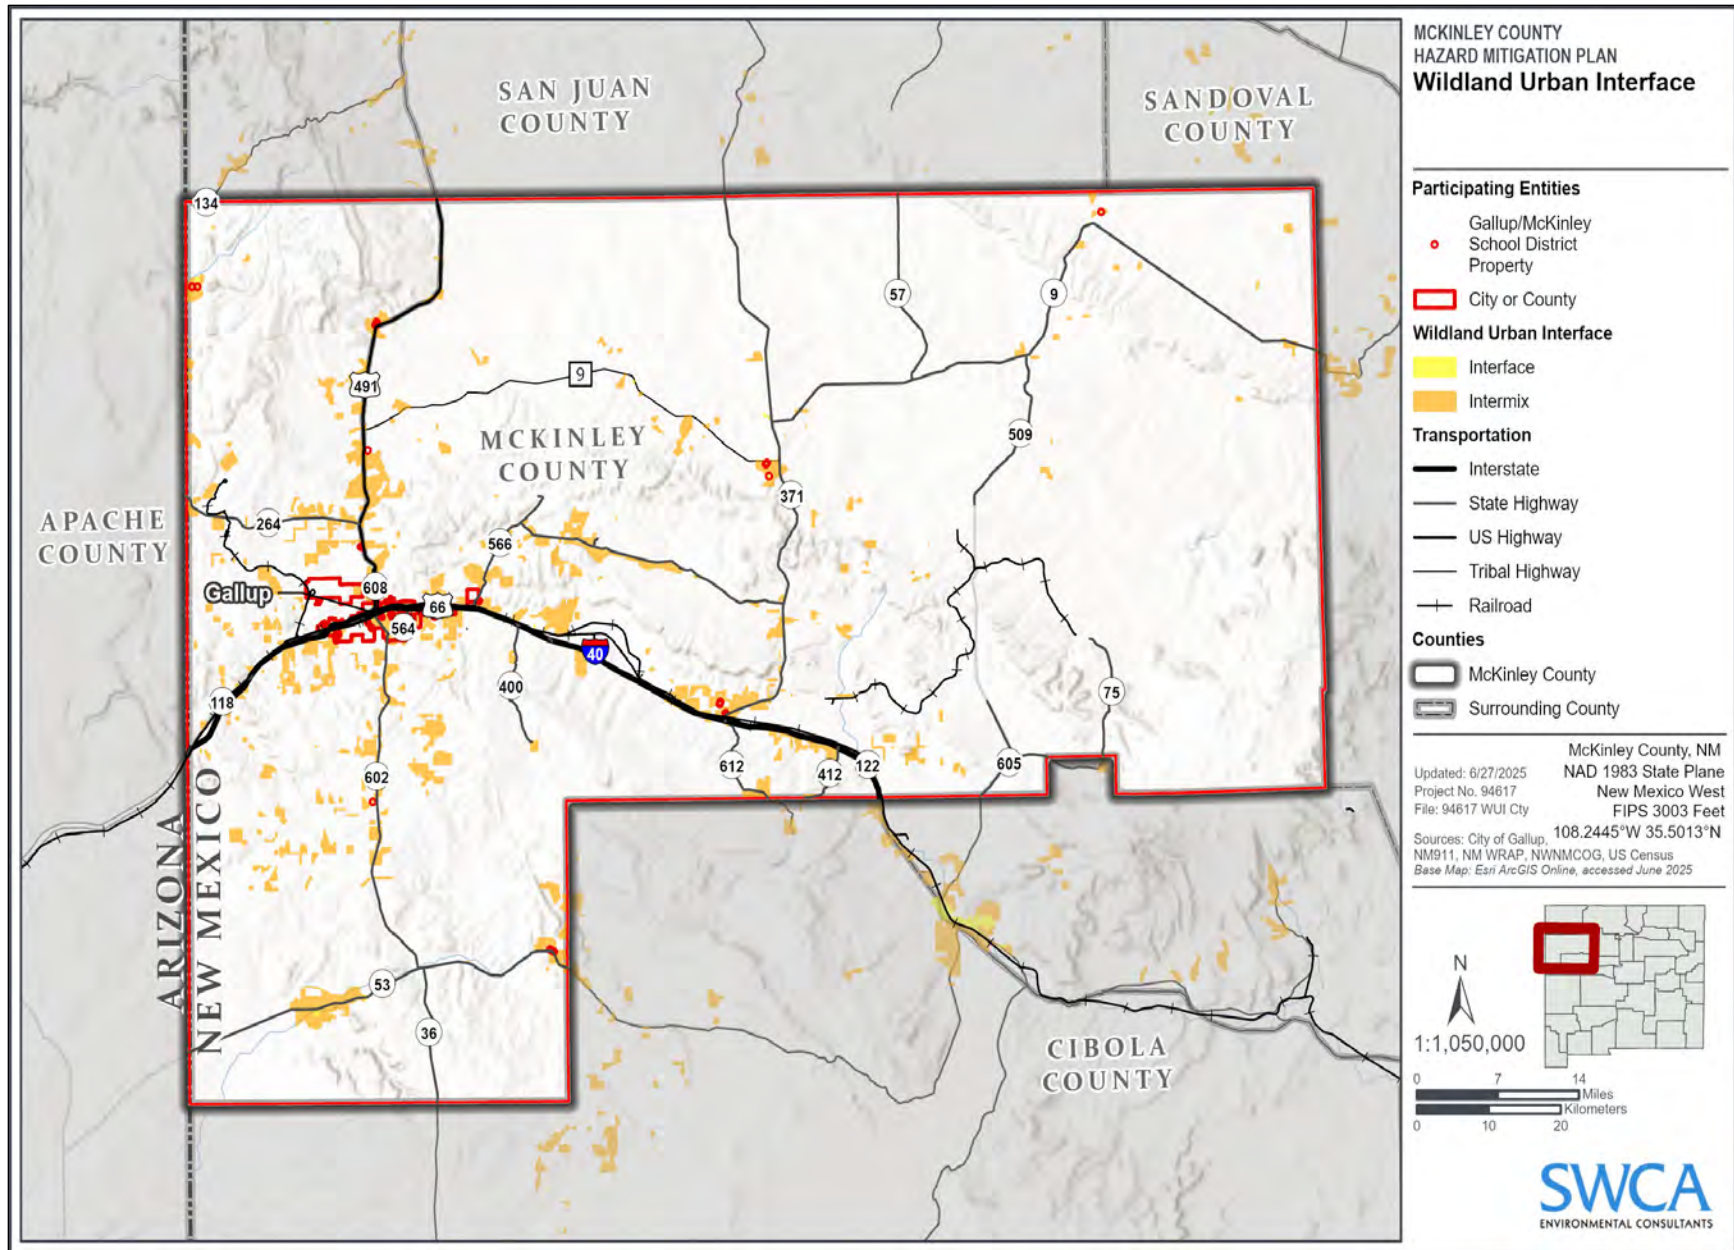 SAN JUAN
COUNTY
SANDOVAL
COUNTY
134
57
9
491
9
MCKINLEY
COUNTY
509
371
APACHE
COUNTY
264
566
Gallup
608
66
564
40
400
118
75
612
412
122
605
602
ARIZONA
NEW MEXICO
53
36
CIBOLA
COUNTY
MCKINLEY COUNTY
HAZARD MITIGATION PLAN
Wildland Urban Interface
Participating Entities
Gallup/McKinley
School District
Property
City or County
Wildland Urban Interface
Interface
Intermix
Transportation
Interstate
State Highway
US Highway
Tribal Highway
Railroad
Counties
McKinley County
Surrounding County
McKinley County, NM
NAD 1983 State Plane
New Mexico West
FIPS 3003 Feet
108.2445°W 35.5013°N
Updated: 6/27/2025
Project No. 94617
File: 94617 WUI Cty
Sources: City of Gallup,
NM911, NM WRAP, NWNMCOG, US Census
Base Map: Esri ArcGIS Online, accessed June 2025
N
1:1,050,000
0 7 14
Miles
Kilometers
0 10 20
SWCA
ENVIRONMENTAL CONSULTANTS